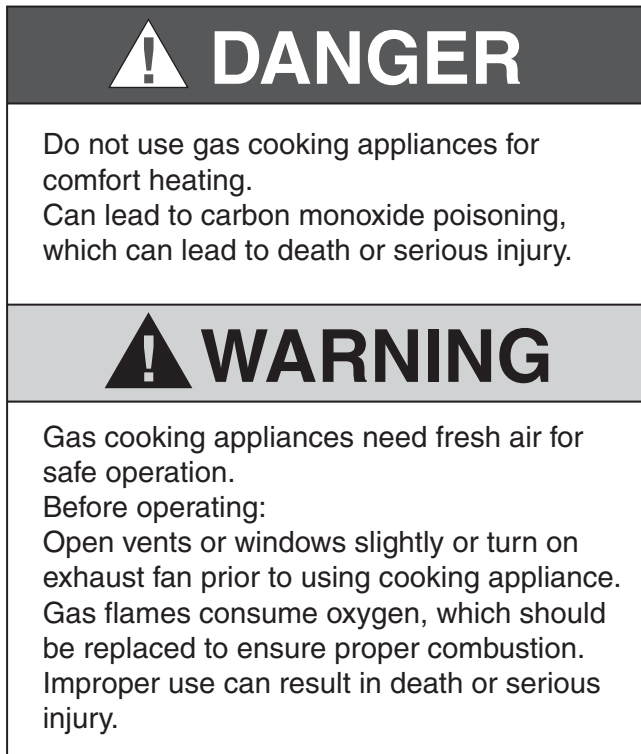 DANGER
Do not use gas cooking appliances for
comfort heating.
Can lead to carbon monoxide poisoning,
which can lead to death or serious injury.
WARNING
Gas cooking appliances need fresh air for
safe operation.
Before operating:
Open vents or windows slightly or turn on
exhaust fan prior to using cooking appliance.
Gas flames consume oxygen, which should
be replaced to ensure proper combustion.
Improper use can result in death or serious
injury.